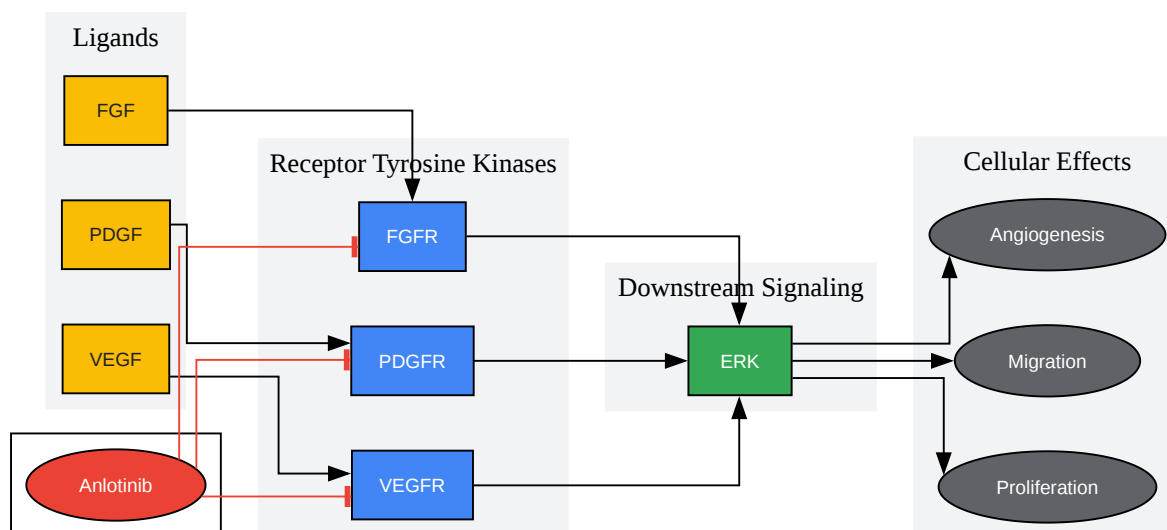 Ligands
FGF
PDGF
VEGF
Anlotinib
Receptor Tyrosine Kinases
FGFR
PDGFR
VEGFR
Downstream Signaling
ERK
Cellular Effects
Angiogenesis
Migration
Proliferation